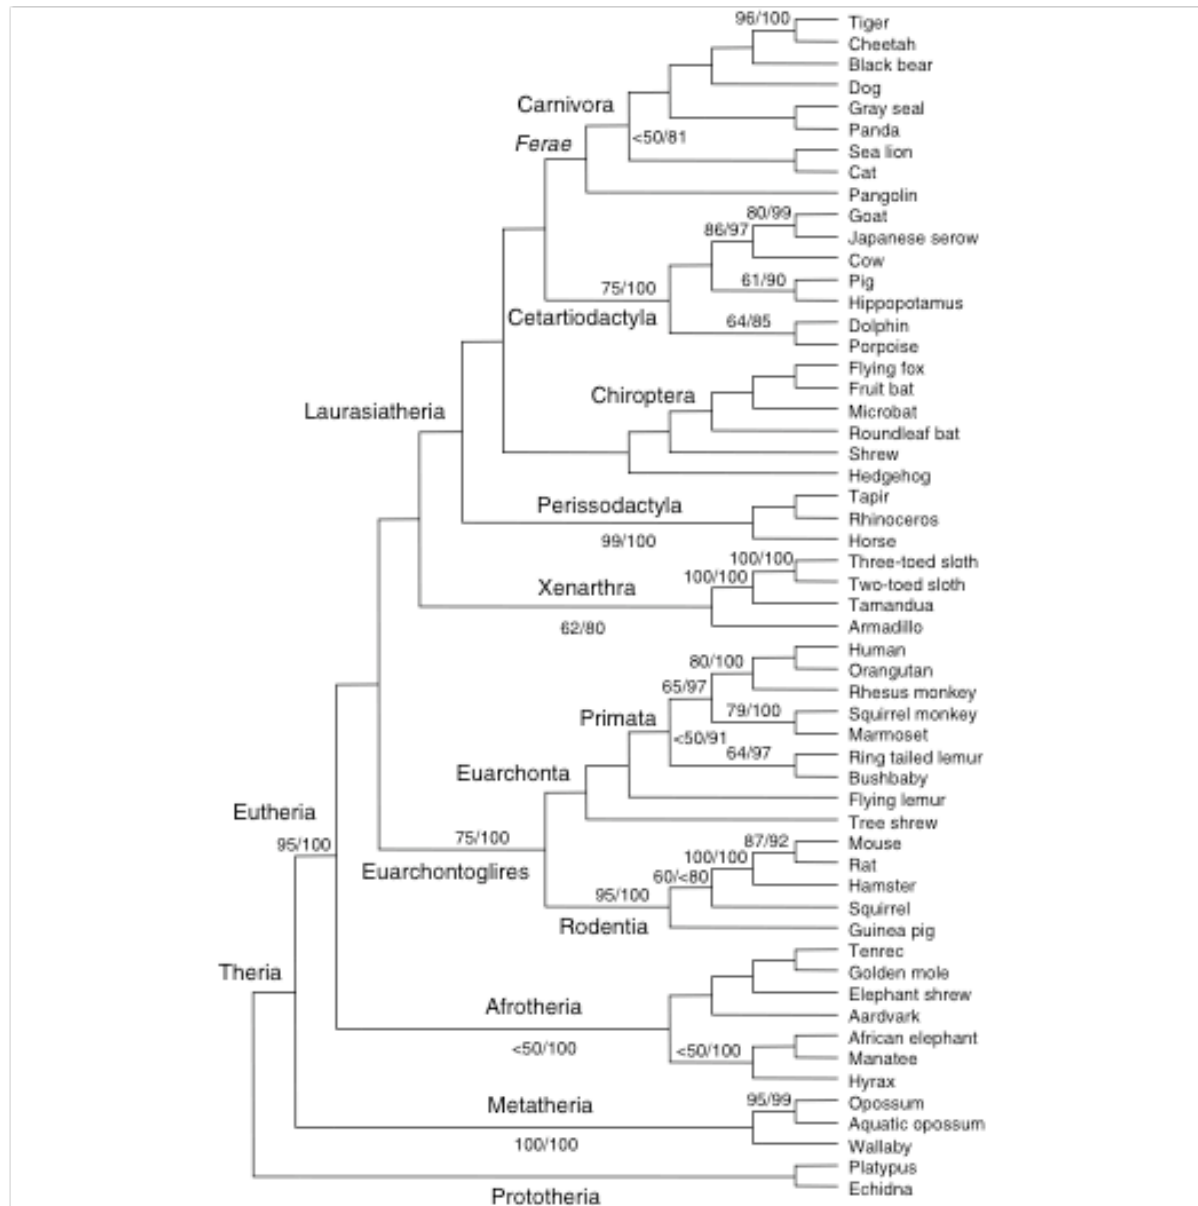 96/100
Tiger
Cheetah
Black bear
Dog
Carnivora
Gray seal
<50/81
Panda
Ferae
Sea lion
Cat
Pangolin
80/99
Goat
86/97
Japanese serow
Cow
61/90
Pig
75/100
Hippopotamus
Cetartiodactyla
64/85
Dolphin
Porpoise
Flying fox
Fruit bat
Chiroptera
Microbat
Laurasiatheria
Roundleaf bat
Shrew
Hedgehog
Tapir
Perissodactyla
Rhinoceros
99/100
Horse
100/100
Three-toed sloth
100/100
Two-toed sloth
Xenarthra
Tamandua
62/80
Armadillo
Human
80/100
Orangutan
65/97
Rhesus monkey
79/100
Squirrel monkey
Primata
Marmoset
<50/91
64/97
Ring tailed lemur
Euarchonta
Bushbaby
Flying lemur
Eutheria
Tree shrew
95/100
75/100
87/92
Mouse
100/100
Rat
Euarchontoglires
60/<80
Hamster
95/100
Squirrel
Rodentia
Guinea pig
Tenrec
Theria
Golden mole
Elephant shrew
Afrotheria
Aardvark
African elephant
<50/100
<50/100
Manatee
Hyrax
95/99
Opossum
Metatheria
Aquatic opossum
100/100
Wallaby
Platypus
Echidna
Prototheria